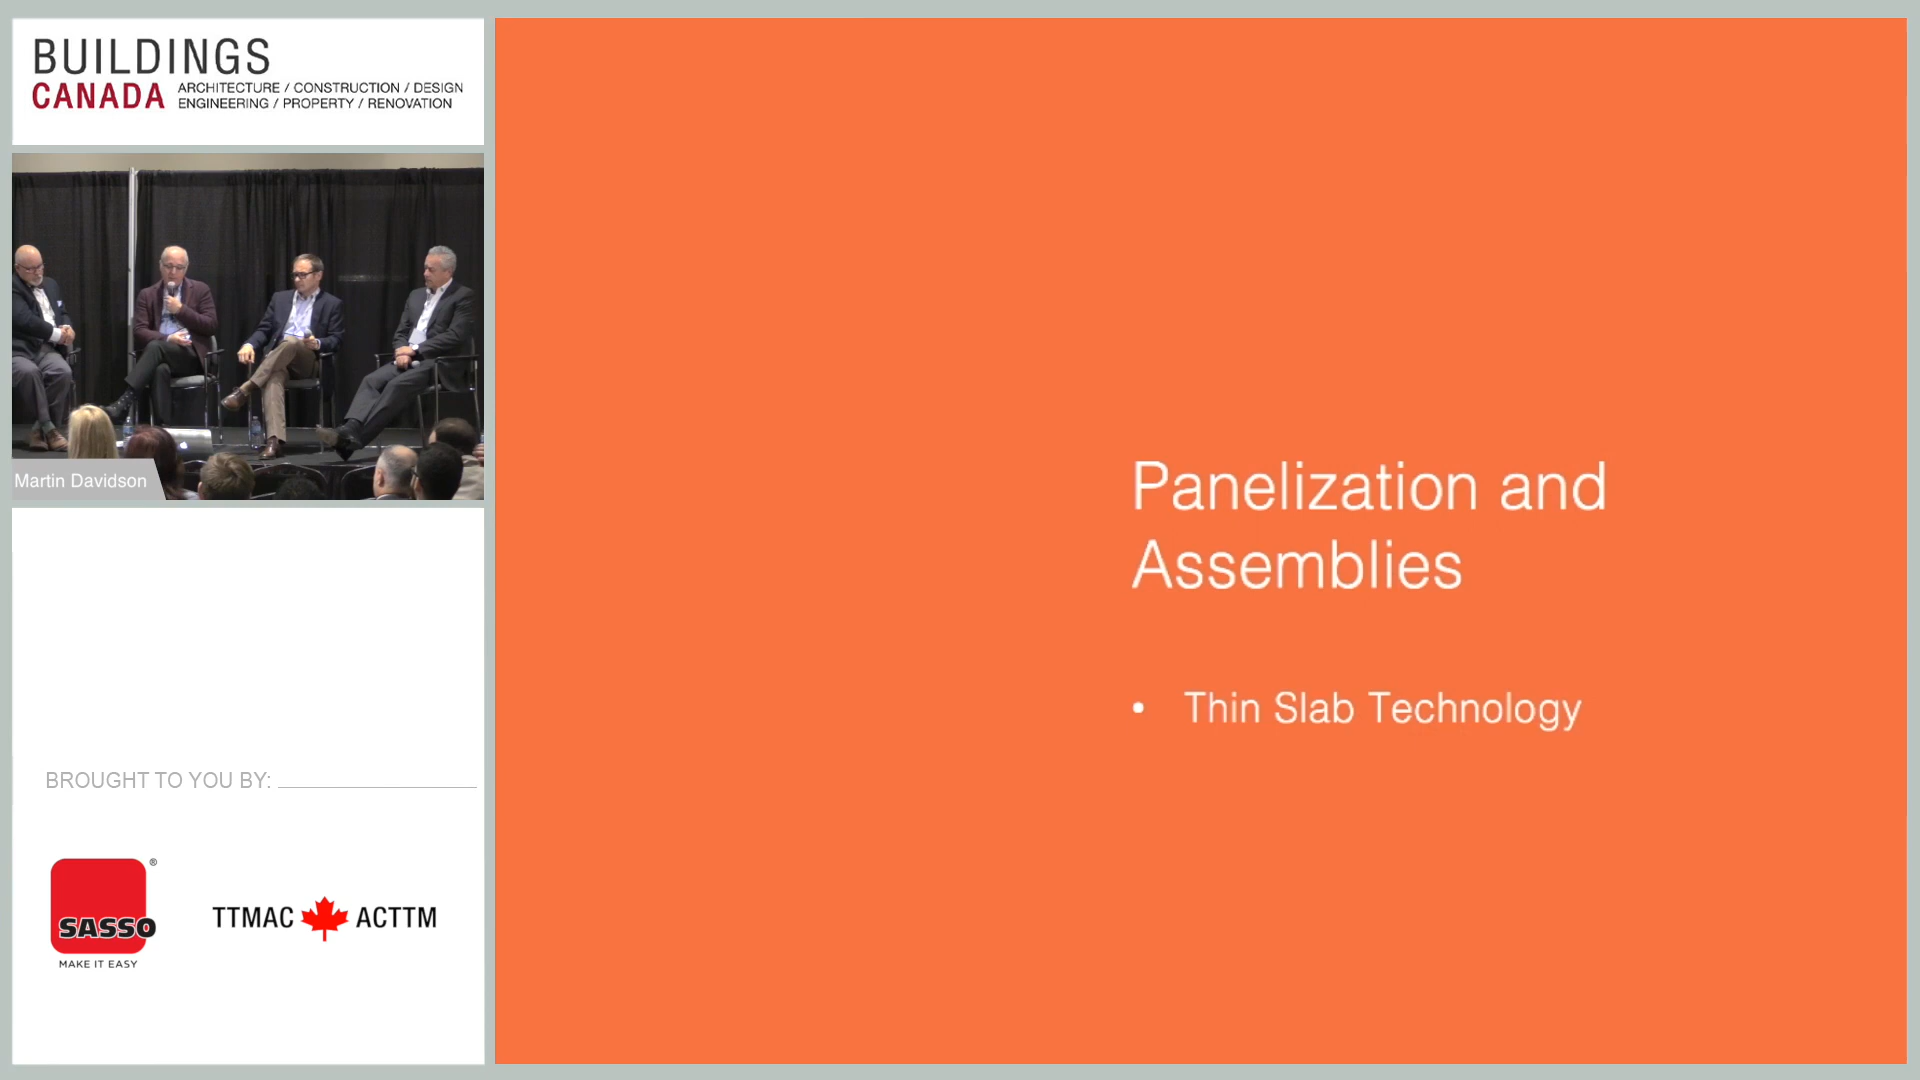 BUILDINGS
CANADA
ARCHITECTURE / CONSTRUCTION / DESIGN
ENGINEERING / PROPERTY / RENOVATION
Martin Davidson
BROUGHT TO YOU BY:
SASSO®
MAKE IT EASY
TTMAC ACTTM
Panelization and
Assemblies
• Thin Slab Technology